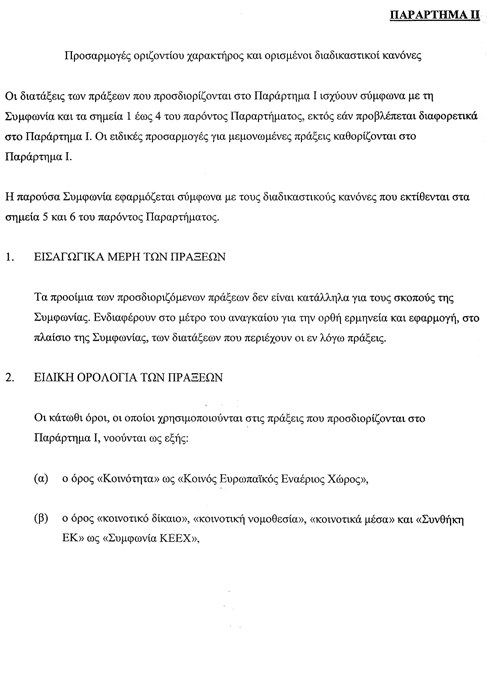 ΠΑΡΑΡΤΗΜΑ ΙΙ
Προσαρμογές οριζοντίου χαρακτήρος και ορισμένοι διαδικαστικοί κανόνες
Οι διατάξεις των πράξεων που προσδιορίζονται στο Παράρτημα Ι ισχύουν σύμφωνα με τη
Συμφωνία και τα σημεία 1 έως 4 του παρόντος Παραρτήματος, εκτός εάν προβλέπεται διαφορετικά
στο Παράρτημα Ι. Οι ειδικές προσαρμογές για μεμονωμένες πράξεις καθορίζονται στο
Παράρτημα Ι.
Η παρούσα Συμφωνία εφαρμόζεται σύμφωνα με τους διαδικαστικούς κανόνες που εκτίθενται στα
σημεία 5 και 6 του παρόντος Παραρτήματος.
1. ΕΙΣΑΓΩΓΙΚΑ ΜΕΡΗ ΤΩΝ ΠΡΑΞΕΩΝ
Τα προοίμια των προσδιοριζόμενων πράξεων δεν είναι κατάλληλα για τους σκοπούς της
Συμφωνίας. Ενδιαφέρουν στο μέτρο του αναγκαίου για την ορθή ερμηνεία και εφαρμογή, στο
πλαίσιο της Συμφωνίας, των διατάξεων που περιέχουν οι εν λόγω πράξεις.
2. ΕΙΔΙΚΗ ΟΡΟΛΟΓΙΑ ΤΩΝ ΠΡΑΞΕΩΝ
Οι κάτωθι όροι, οι οποίοι χρησιμοποιούνται στις πράξεις που προσδιορίζονται στο
Παράρτημα Ι, νοούνται ως εξής:
(α) ο όρος «Κοινότητα» ως «Κοινός Ευρωπαϊκός Εναέριος Χώρος»,
(β) ο όρος «κοινοτικό δίκαιο», «κοινοτική νομοθεσία», «κοινοτικά μέσα» και «Συνθήκη
ΕΚ» ως «Συμφωνία ΚΕΕΧ»,